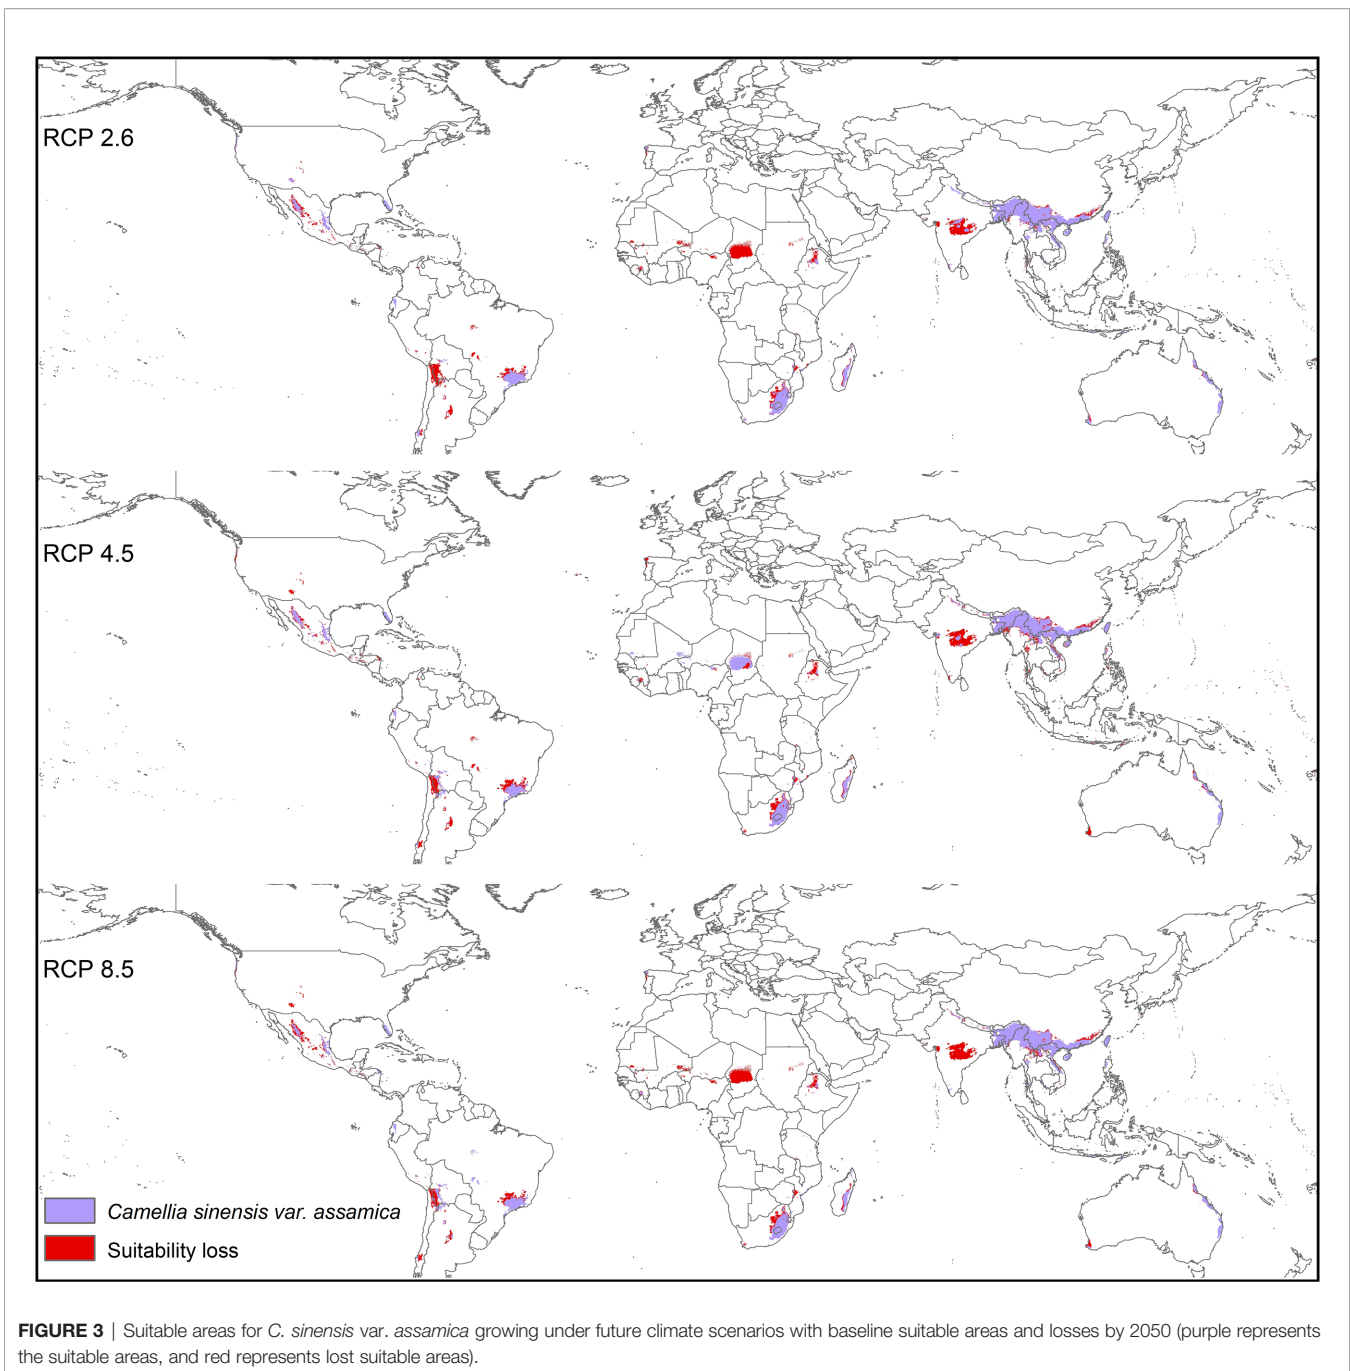 RCP 2.6
RCP 4.5
RCP 8.5
Camellia sinensis var. assamica
Suitability loss
FIGURE 3 | Suitable areas for C. sinensis var. assamica growing under future climate scenarios with baseline suitable areas and losses by 2050 (purple represents
the suitable areas, and red represents lost suitable areas).